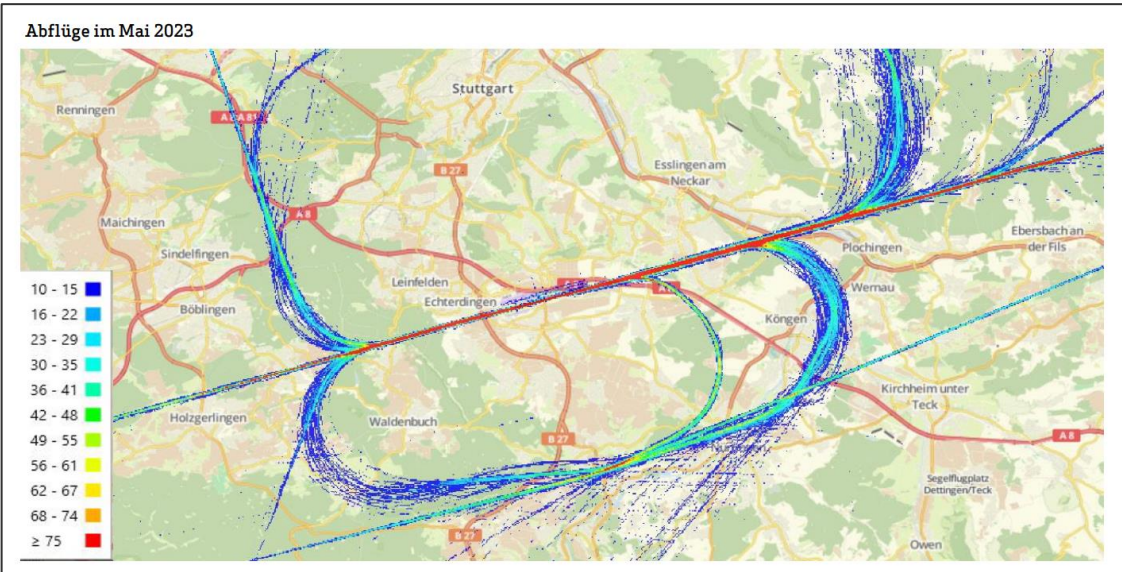 Abflüge im Mai 2023
Stuttgart
Renningen
A 8
B 27
Esslingen am
Neckar
A 8
Maichingen
Sindelfingen
Ebersbach an
der Fils
Plochingen
Wernau
Leinfelden
Echterdingen
Böblingen
Köngen
Kirchheim unter
Teck
Holzgerlingen
Waldenbuch
B 27
A 8
Segelflugplatz
Dettingen/Teck
B 27
Owen
10 - 15
16 - 22
23 - 29
30 - 35
36 - 41
42 - 48
49 - 55
56 - 61
62 - 67
68 - 74
≥ 75